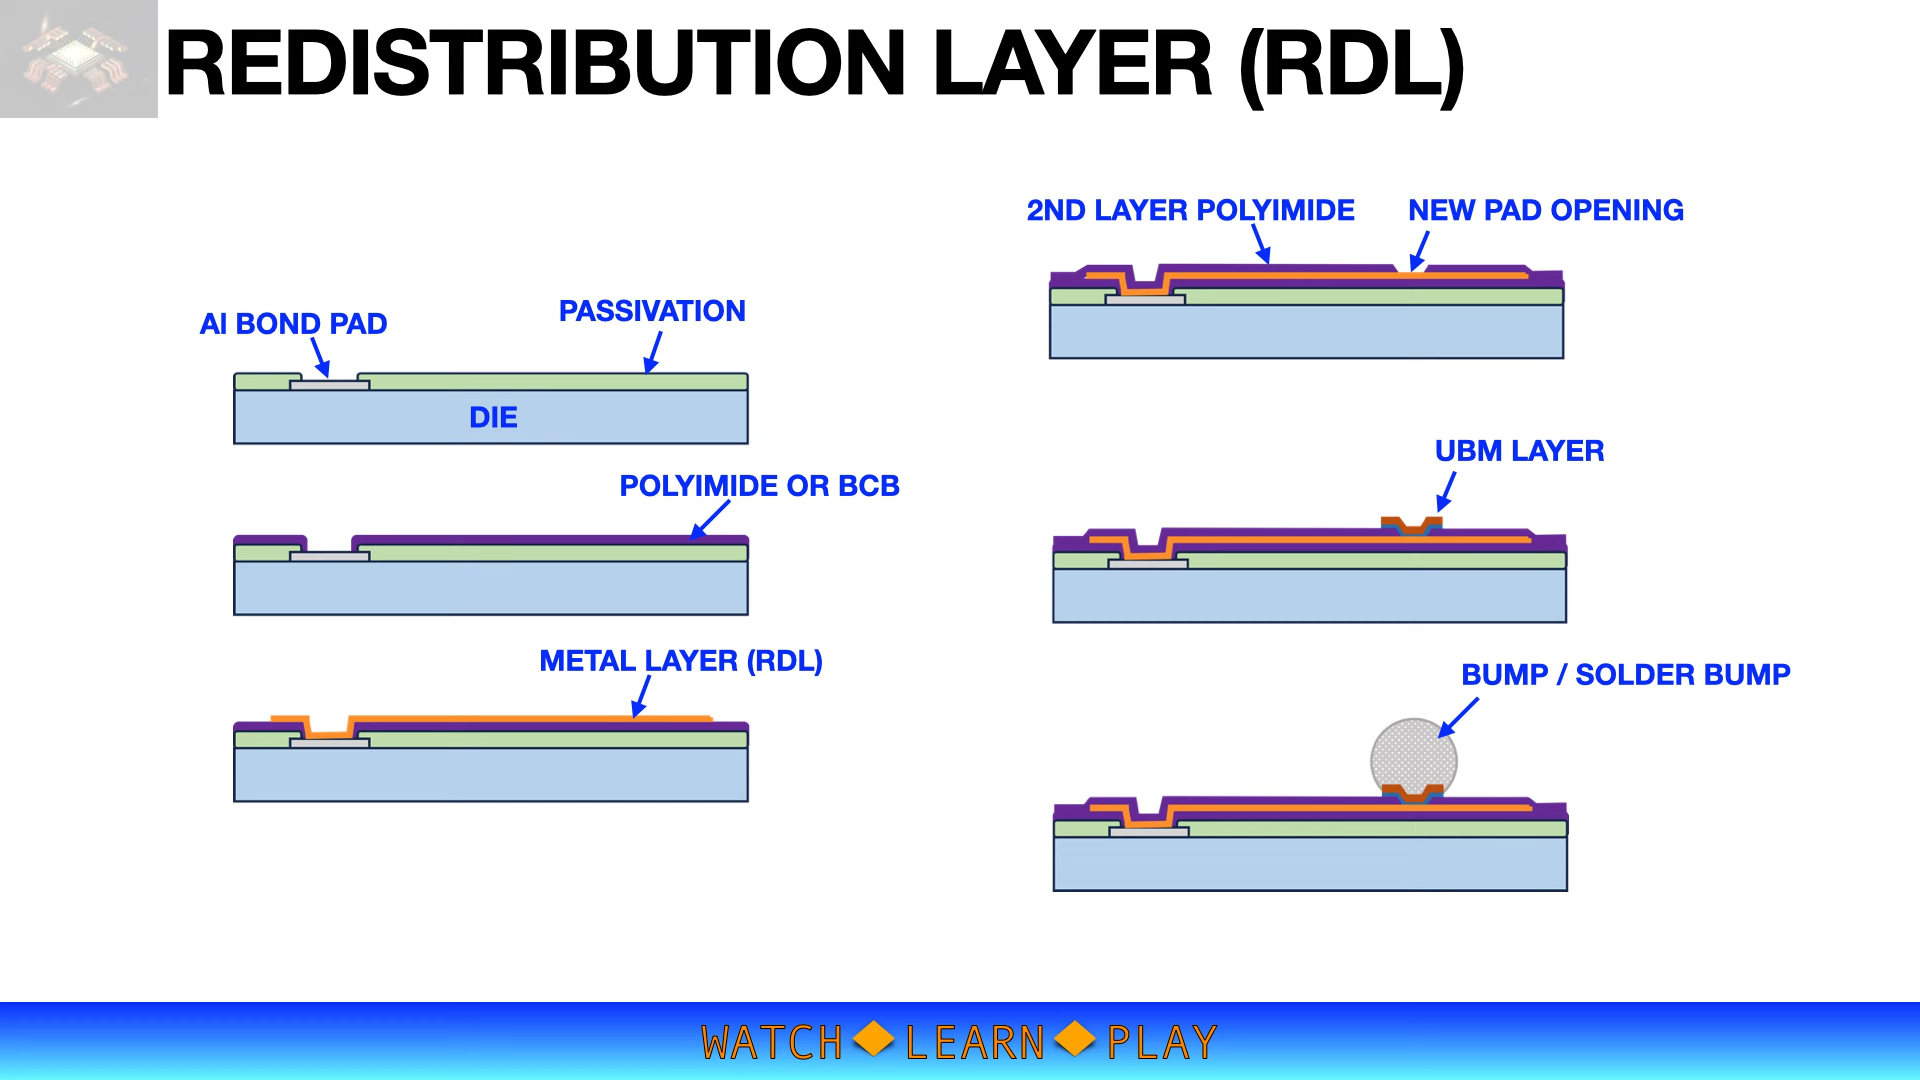 REDISTRIBUTION LAYER (RDL)
Al BOND PAD
PASSIVATION
DIE
POLYIMIDE OR BCB
METAL LAYER (RDL)
2ND LAYER POLYIMIDE
NEW PAD OPENING
UBM LAYER
BUMP / SOLDER BUMP
WATCH LEARN PLAY